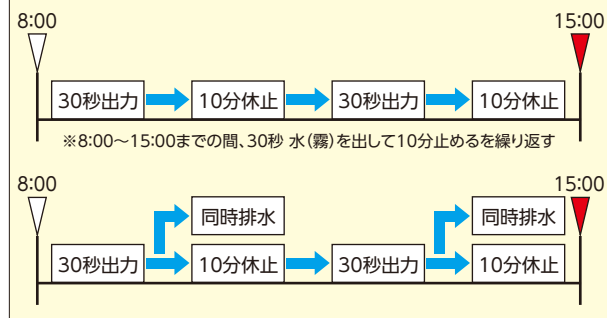 8:00 15:00
30秒出力 10分休止 30秒出力 10分休止
※8:00～15:00までの間、30秒 水(霧)を出して10分止めるを繰り返す
8:00 15:00
同時排水 同時排水
30秒出力 10分休止 30秒出力 10分休止